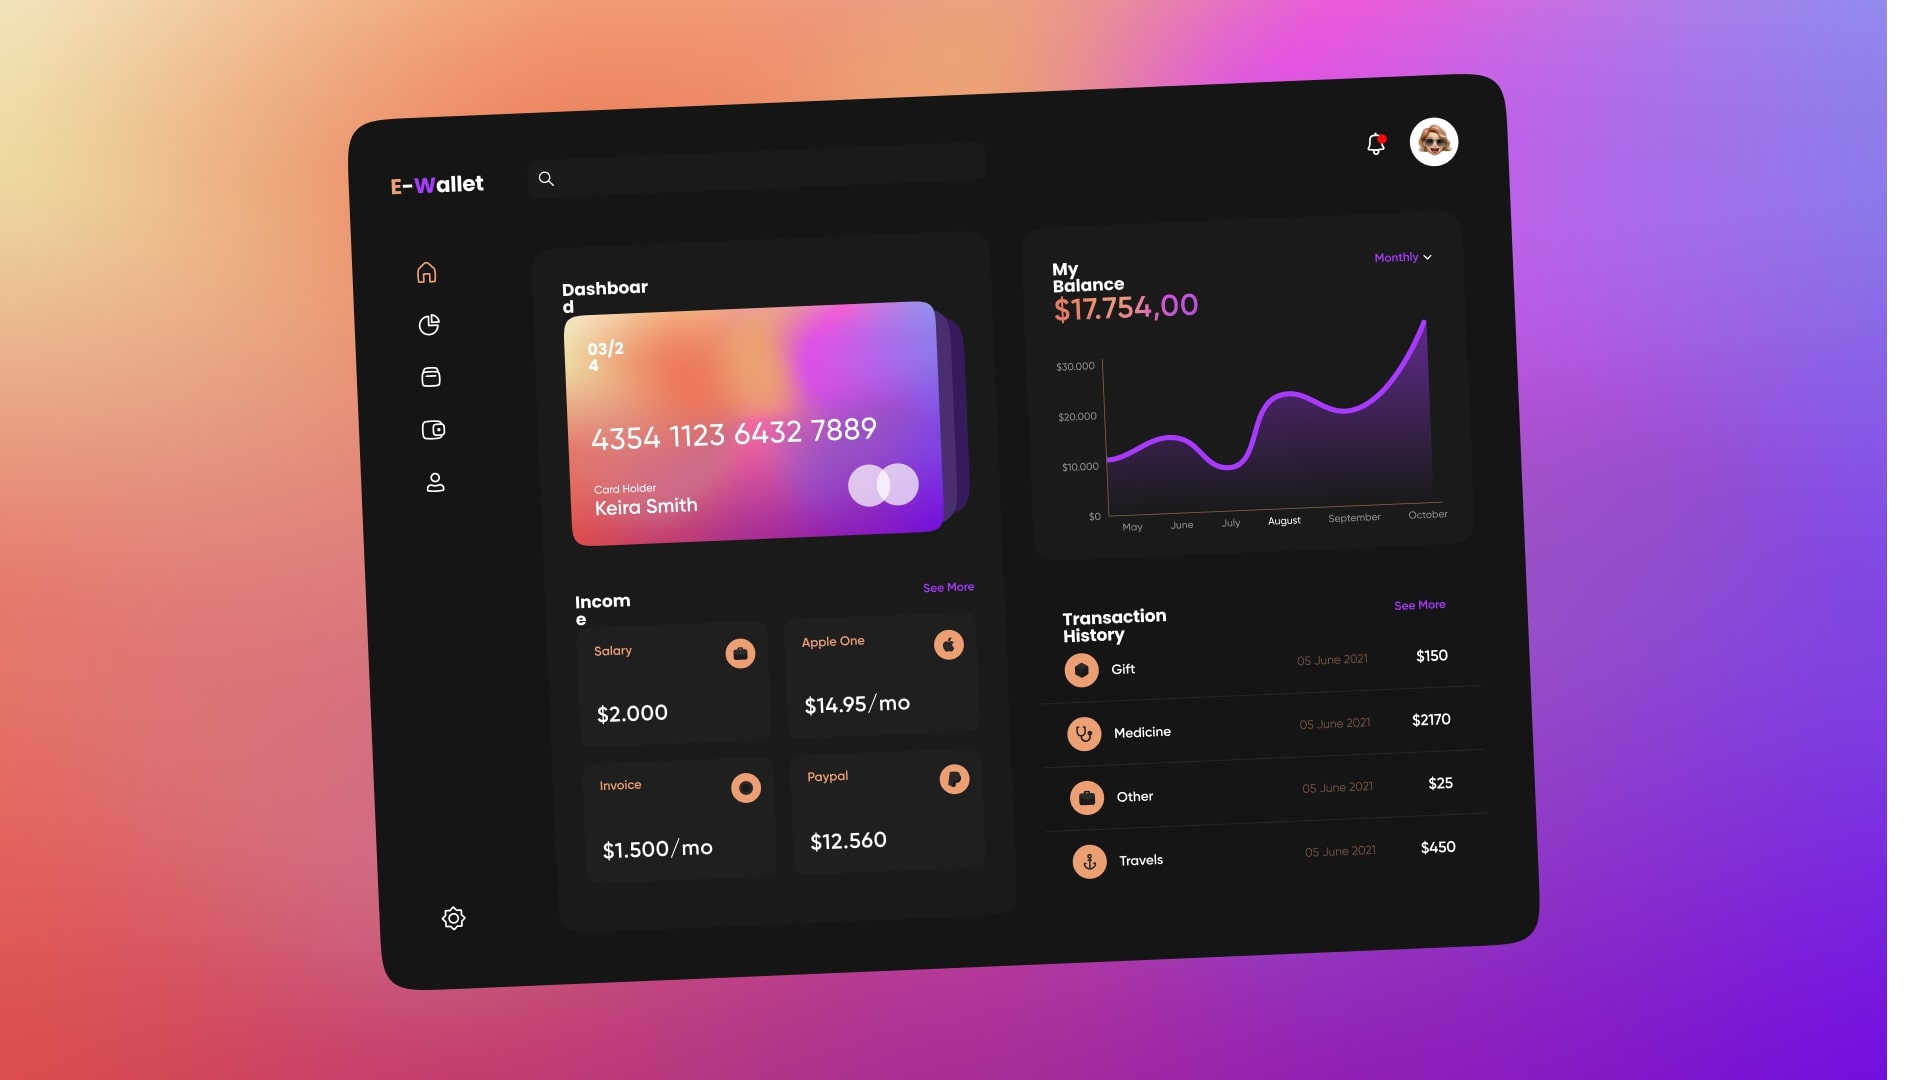 E-Wallet
Dashboar
d
03/2
4
4354 1123 6432 7889
Card Holder
Keira Smith
Incom
e
See More
Salary
$2.000
Apple One
$14.95/mo
Invoice
$1.500/mo
Paypal
$12.560
My
Balance
Monthly
$17.754,00
$30.000
$20.000
$10.000
$0
May June July August September October
Transaction
History
See More
Gift 05 June 2021 $150
Medicine 05 June 2021 $2170
Other 05 June 2021 $25
Travels 05 June 2021 $450